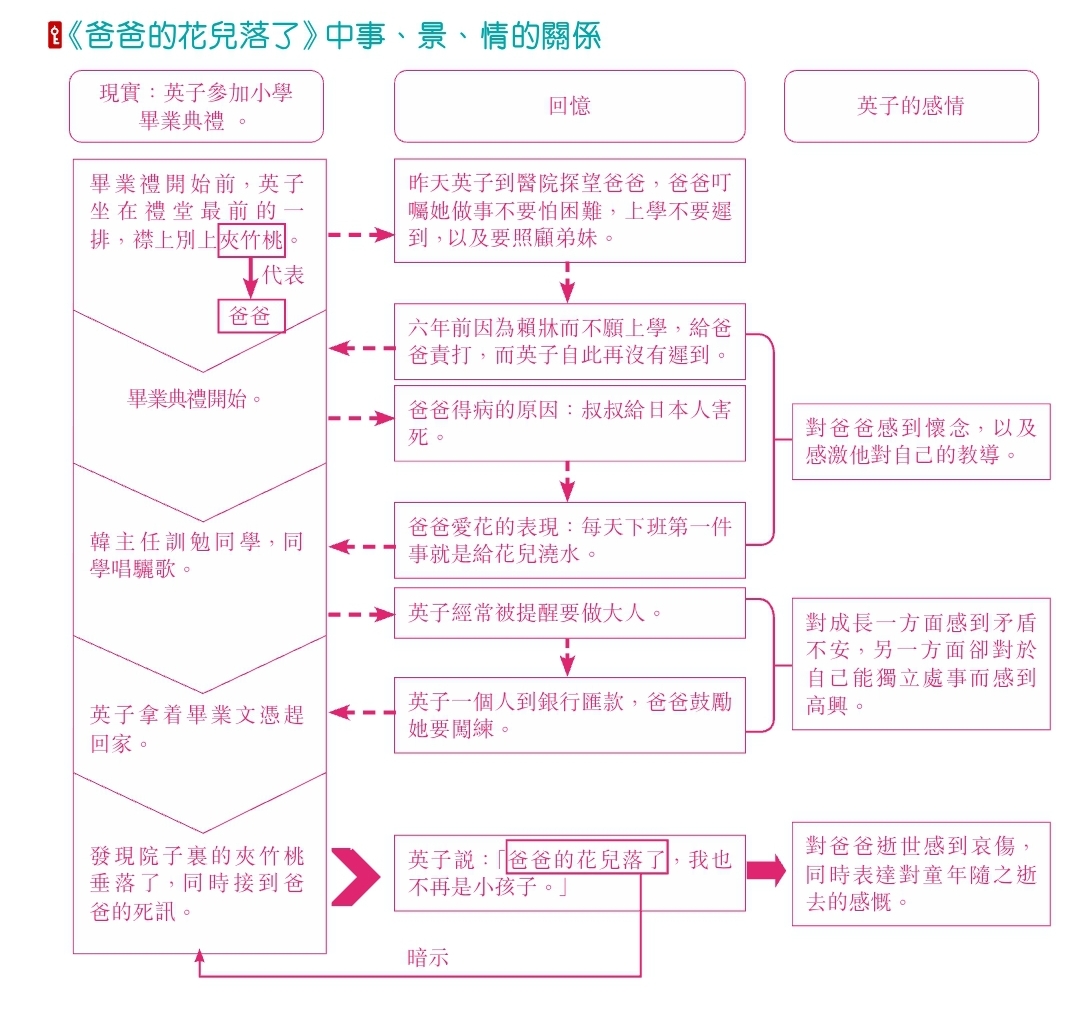 《爸爸的花兒落了》中事、景、情的關係
現實：英子參加小學
畢業典禮 。
回憶
英子的感情
畢業禮開始前，英子
坐在禮堂最前的一
排，襟上別上夾竹桃。
代表
爸爸
昨天英子到醫院探望爸爸，爸爸叮
囑她做事不要怕困難，上學不要遲
到，以及要照顧弟妹。
六年前因為賴牀而不願上學，給爸
爸責打，而英子自此再沒有遲到。
畢業典禮開始。
爸爸得病的原因：叔叔給日本人害
死。
對爸爸感到懷念，以及
感激他對自己的教導。
爸爸愛花的表現：每天下班第一件
事就是給花兒澆水。
韓主任訓勉同學，同
學唱驪歌。
英子經常被提醒要做大人。
對成長一方面感到矛盾
不安，另一方面卻對於
自己能獨立處事而感到
高興。
英子一個人到銀行匯款，爸爸鼓勵
她要闖練。
英子拿着畢業文憑趕
回家。
發現院子裏的夾竹桃
垂落了，同時接到爸
爸的死訊。
英子説：「爸爸的花兒落了，我也
不再是小孩子。」
對爸爸逝世感到哀傷，
同時表達對童年隨之逝
去的感慨。
暗示